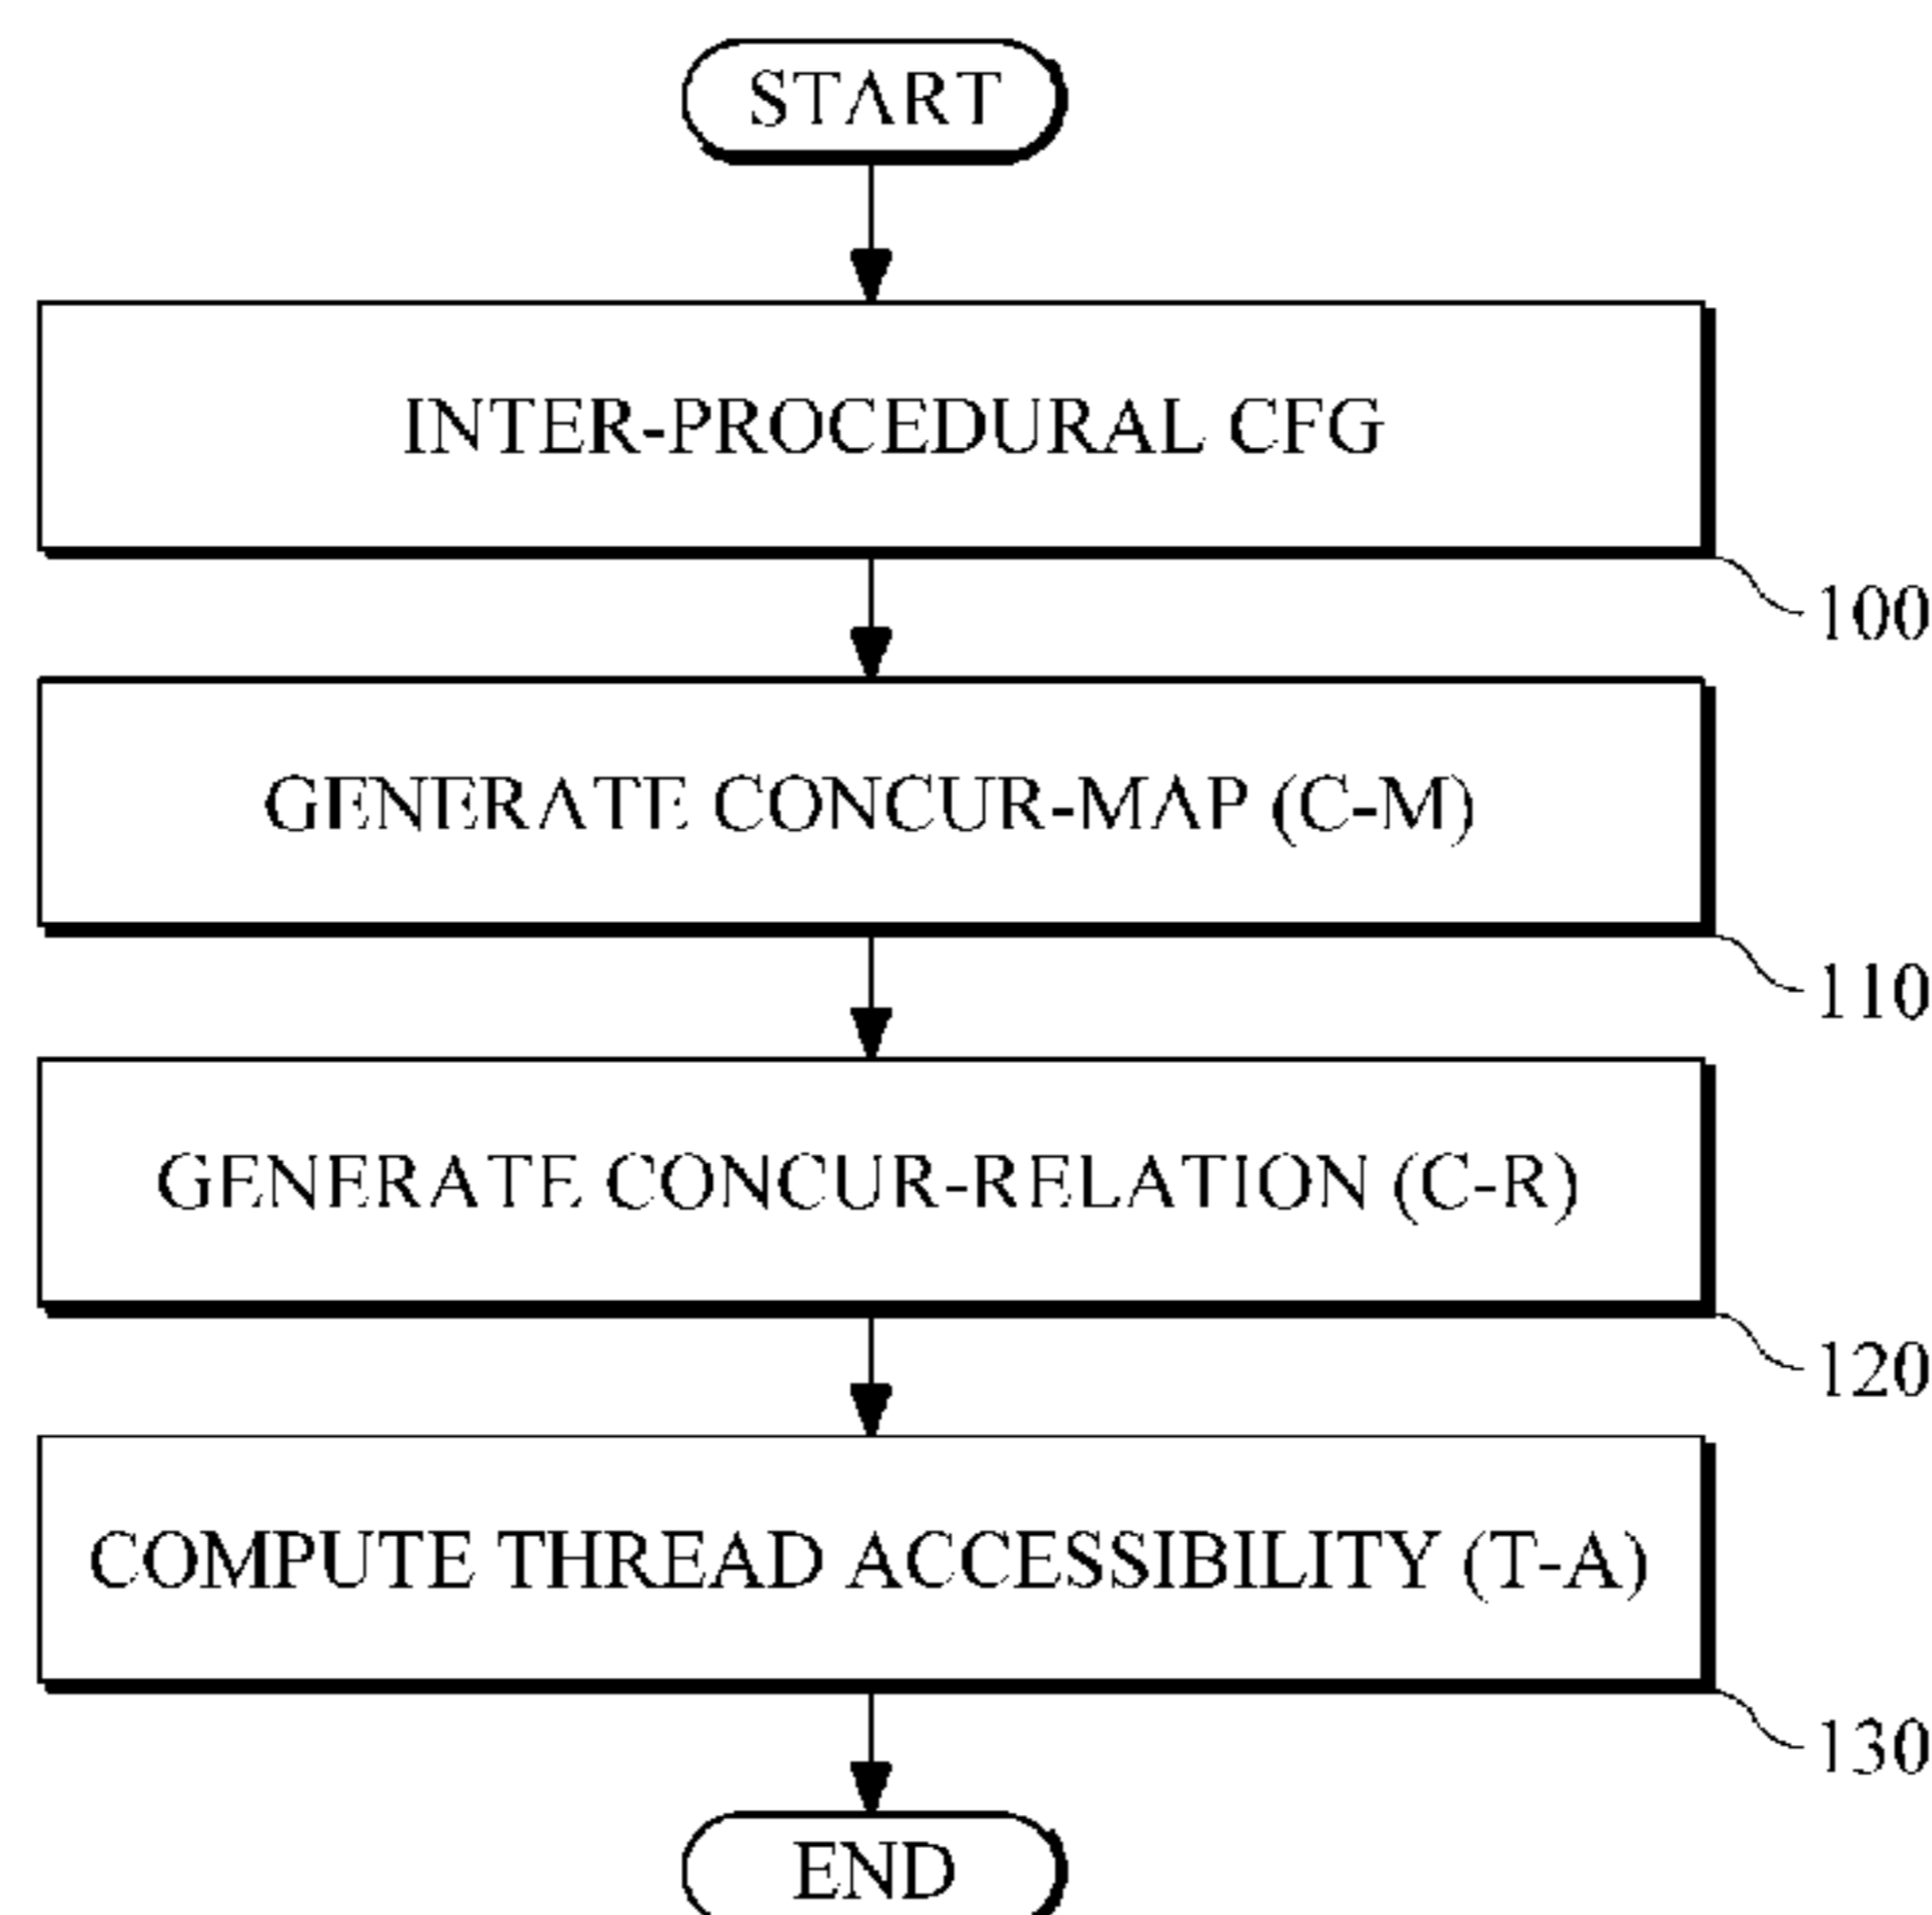 START
INTER-PROCEDURAL CFG
100
GENERATE CONCUR-MAP (C-M)
110
GENERATE CONCUR-RELATION (C-R)
120
COMPUTE THREAD ACCESSIBILITY (T-A)
130
END